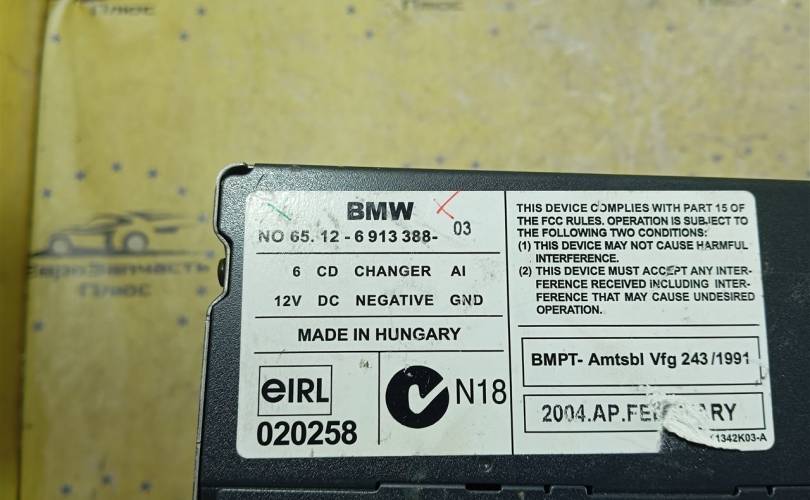 Плюс
ЕвроЗапчасть
Плюс
BMW
NO 65. 12 - 6 913 388- 03
6 CD CHANGER AI
12V DC NEGATIVE GND
MADE IN HUNGARY
eIRL
020258
N18
THIS DEVICE COMPLIES WITH PART 15 OF
THE FCC RULES. OPERATION IS SUBJECT TO
THE FOLLOWING TWO CONDITIONS:
(1) THIS DEVICE MAY NOT CAUSE HARMFUL
INTERFERENCE.
(2) THIS DEVICE MUST ACCEPT ANY INTER-
FERENCE RECEIVED INCLUDING INTER-
FERENCE THAT MAY CAUSE UNDESIRED
OPERATION.
BMPT- Amtsbl Vfg 243/1991
2004.AP.
1342K03-A